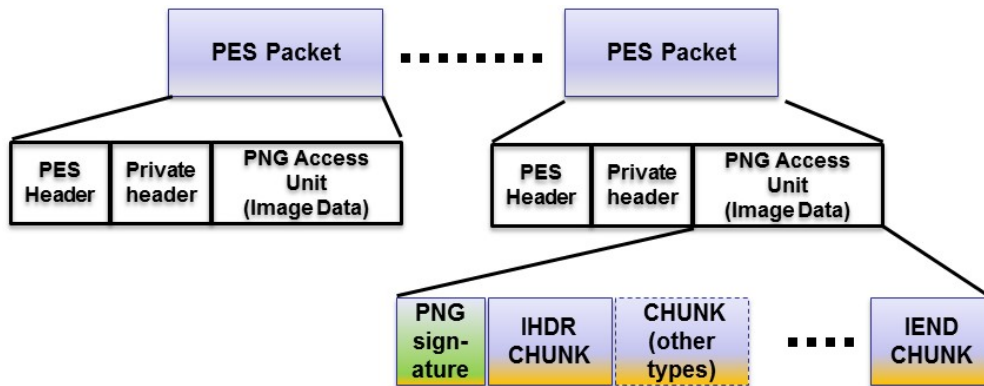 PES Packet
PES Packet
PES
Header
Private
header
PNG Access
Unit
(Image Data)
PES
Header
Private
header
PNG Access
Unit
(Image Data)
PNG
sign-
ature
IHDR
CHUNK
CHUNK
(other
types)
IEND
CHUNK